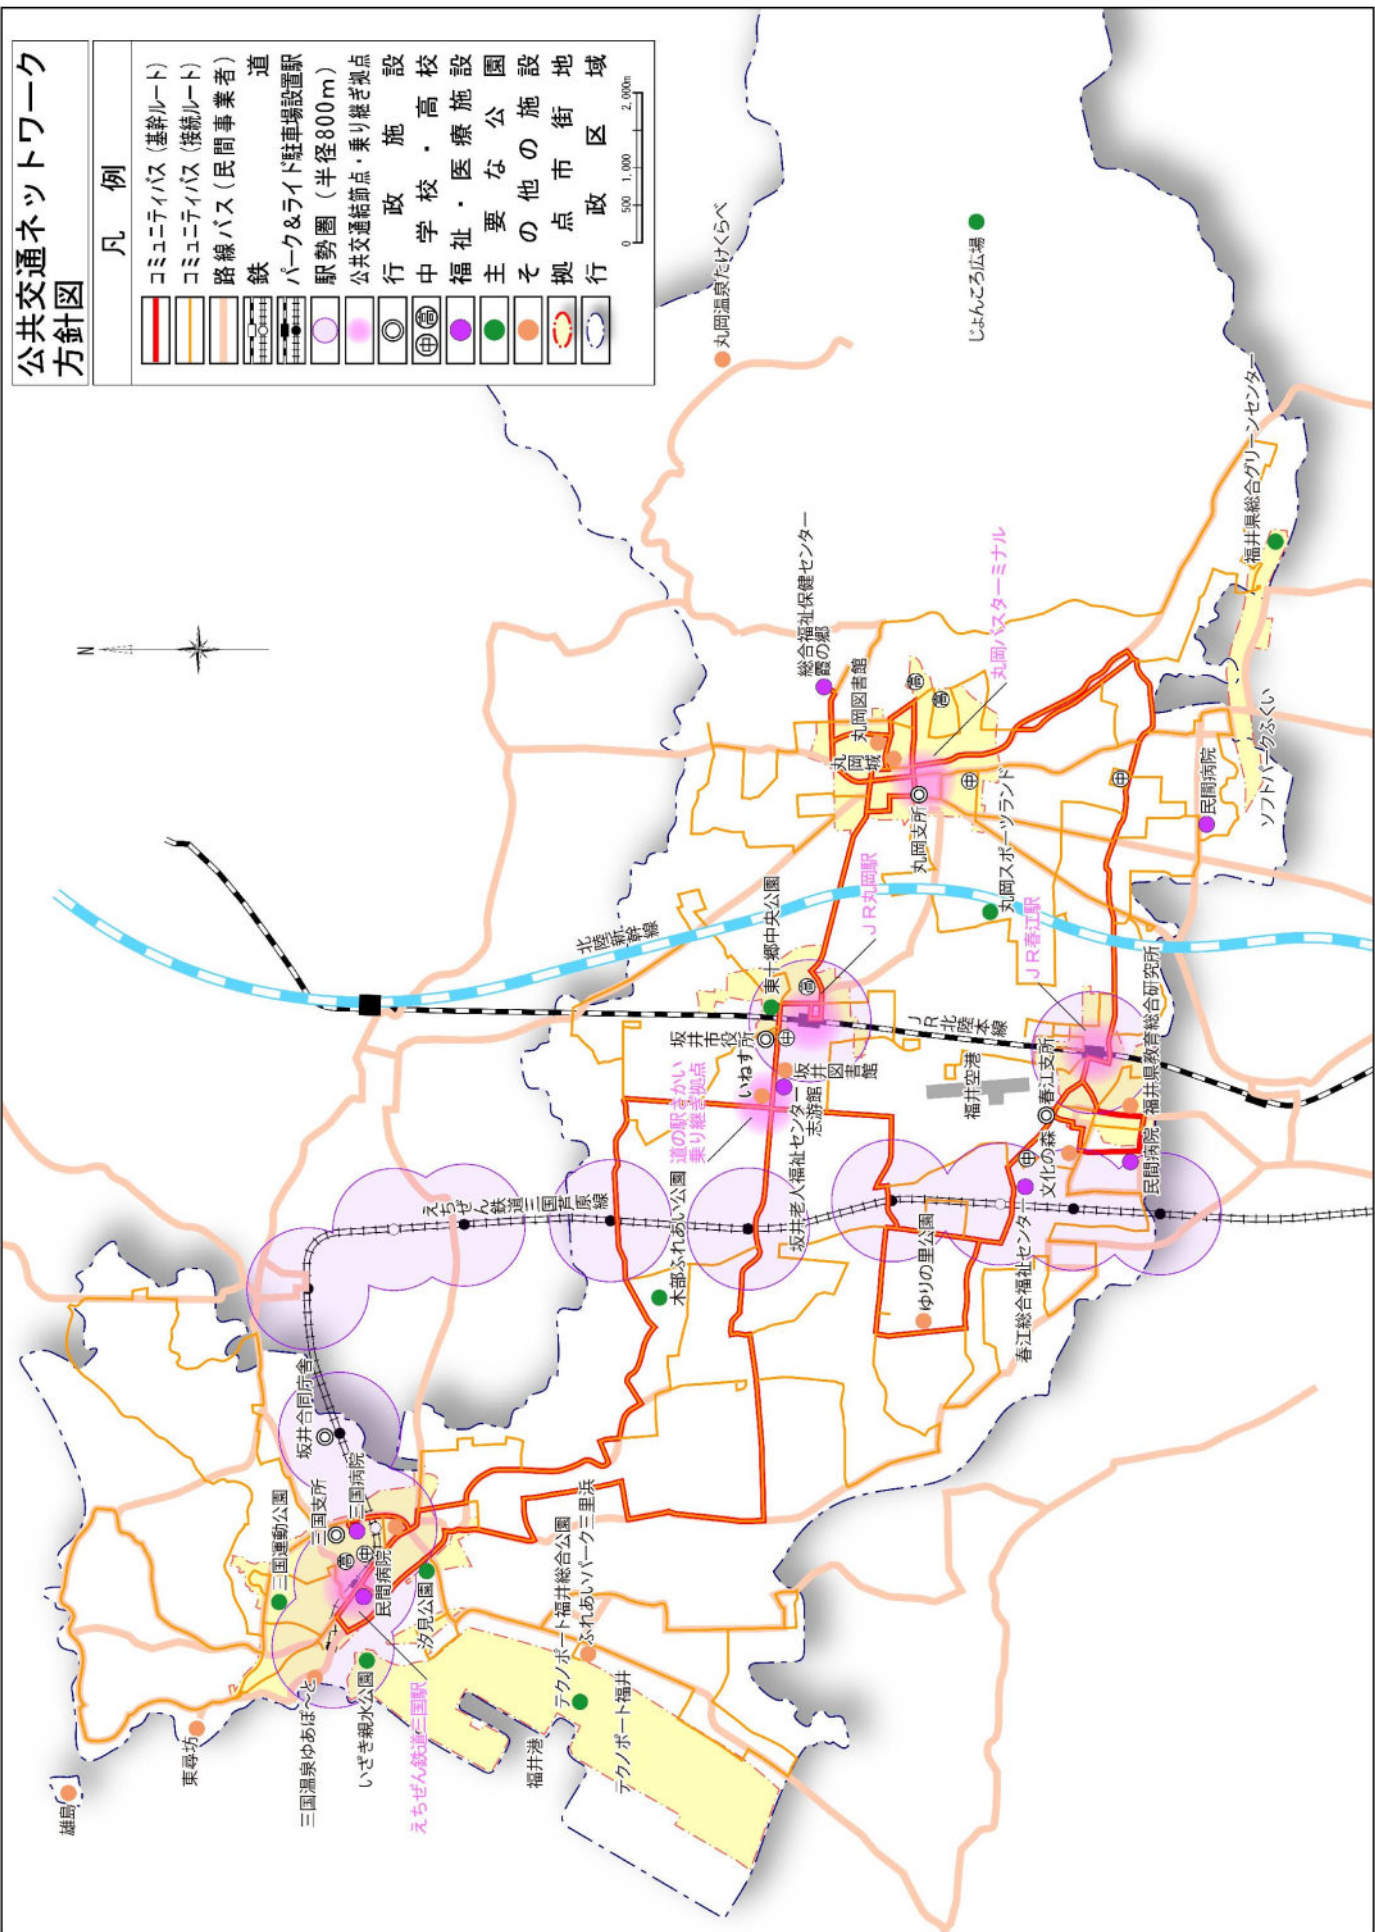 公共交通ネットワーク
方針図
凡例
コミュニティバス（基幹ルート）
コミュニティバス（接続ルート）
路線バス（民間事業者）
鉄道
パーク＆ライド駐車場設置駅
駅勢圏（半径800m）
公共交通結節点・乗り継ぎ拠点
行政施設
中 高 中学校・高校
福祉・医療施設
主要な公園
その他の施設
拠点市街地
行政区域
0 500 1,000 2,000m
N
雄島
東尋坊
三国温泉ゆあぽ～と
いざき親水公園
えちぜん鉄道三国駅
三国運動公園
三国支所
三国病院
民間病院
汐見公園
高
中
坂井合同庁舎
福井港
テクノポート福井総合公園
ふれあいパーク三里浜
テクノポート福井
えちぜん鉄道三国芦原線
木部ふれあい公園
道の駅さかい
乗り継ぎ拠点
いねす
坂井市役所
中
坂井図書館
坂井老人福祉センター
志游館
東十郷中央公園
高
JR丸岡駅
北陸新幹線
JR北陸本線
福井空港
ゆりの里公園
春江総合福祉センター
中
文化の森
春江支所
JR春江駅
民間病院
福井県教育総合研究所
総合福祉保健センター
霞の郷
丸岡図書館
丸岡城
高
高
丸岡バスターミナル
丸岡支所
中
丸岡スポーツランド
中
民間病院
ソフトパークふくい
福井県総合グリーンセンター
丸岡温泉たけくらべ
じょんころ広場